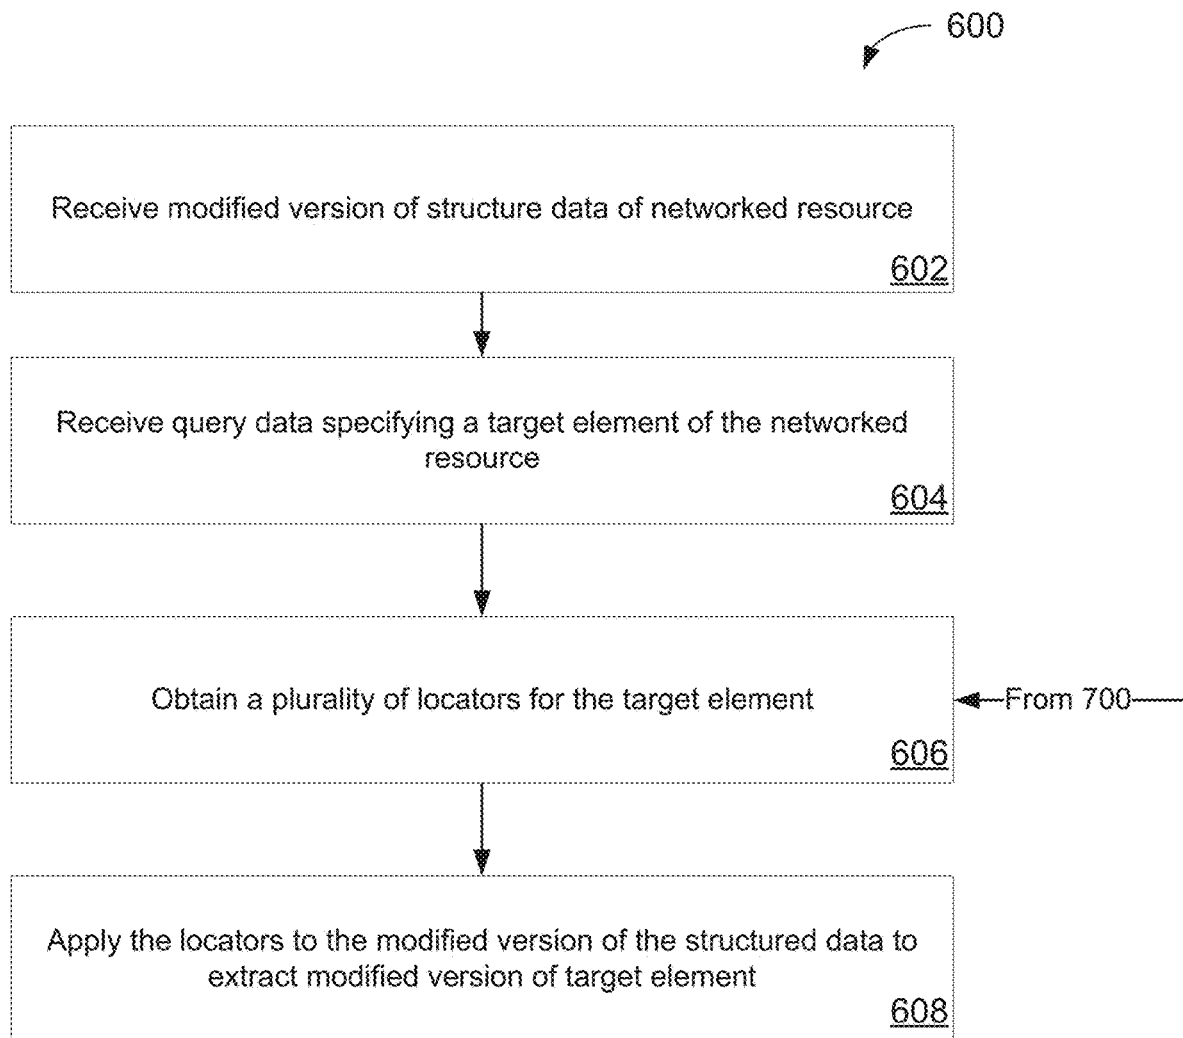 600
Receive modified version of structure data of networked resource
602
Receive query data specifying a target element of the networked
resource
604
Obtain a plurality of locators for the target element
From 700
606
Apply the locators to the modified version of the structured data to
extract modified version of target element
608